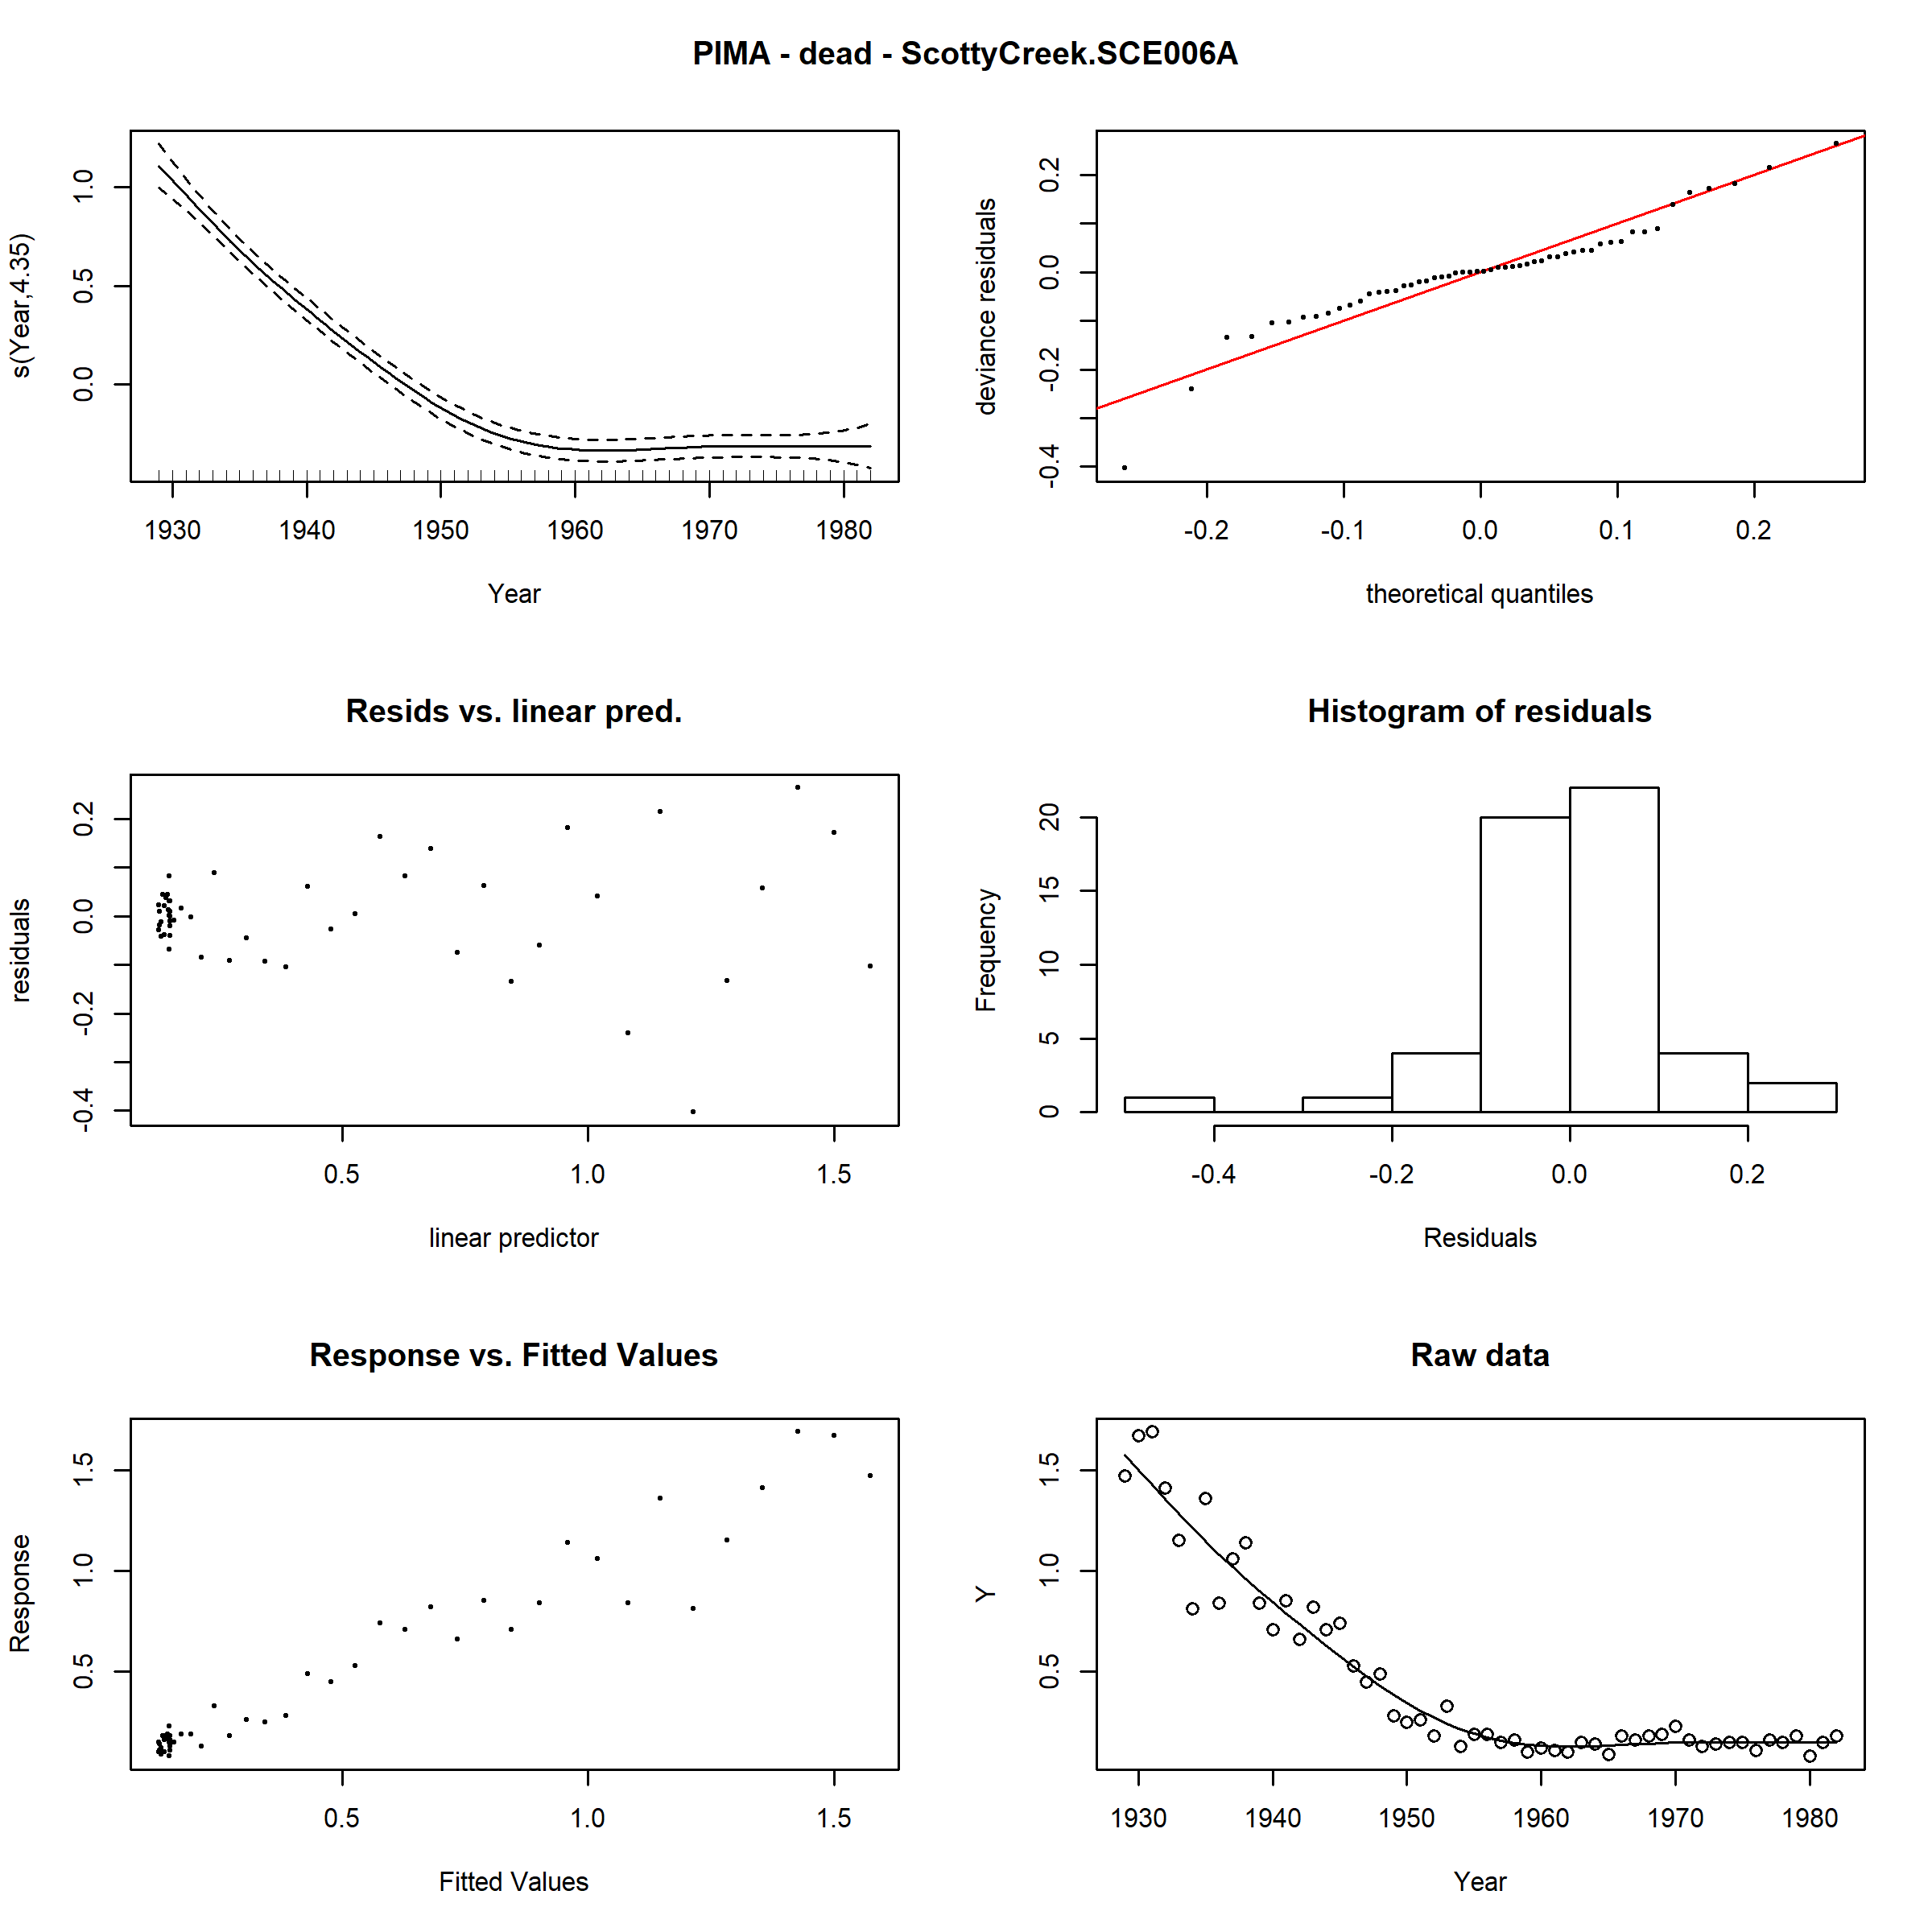 PIMA - dead - ScottyCreek.SCE006A
s(Year,4.35)
0.0 0.5 1.0
1930 1940 1950 1960 1970 1980
Year
deviance residuals
-0.4 -0.2 0.0 0.2
-0.2 -0.1 0.0 0.1 0.2
theoretical quantiles
Resids vs. linear pred.
residuals
-0.4 -0.2 0.0 0.2
0.5 1.0 1.5
linear predictor
Histogram of residuals
Frequency
0 5 10 15 20
-0.4 -0.2 0.0 0.2
Residuals
Response vs. Fitted Values
Response
0.5 1.0 1.5
0.5 1.0 1.5
Fitted Values
Raw data
Y
0.5 1.0 1.5
1930 1940 1950 1960 1970 1980
Year